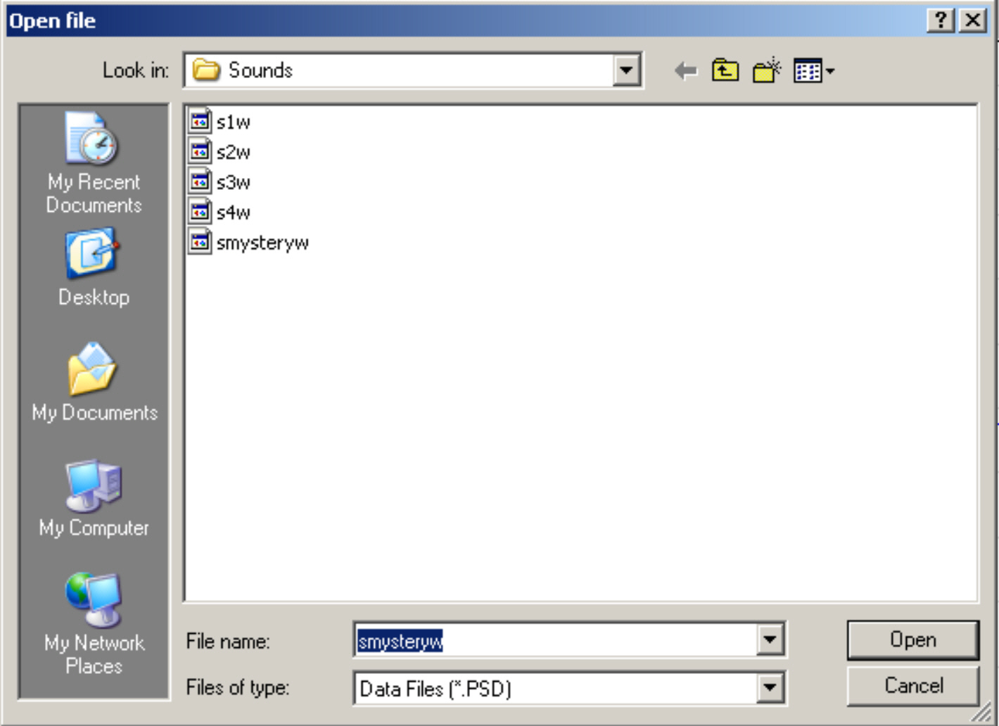 Open file
Look in:
Sounds
My Recent
Documents
Desktop
My Documents
My Computer
My Network
Places
s1w
s2w
s3w
s4w
smysteryw
File name:
smysteryw
Open
Files of type:
Data Files (*.PSD)
Cancel